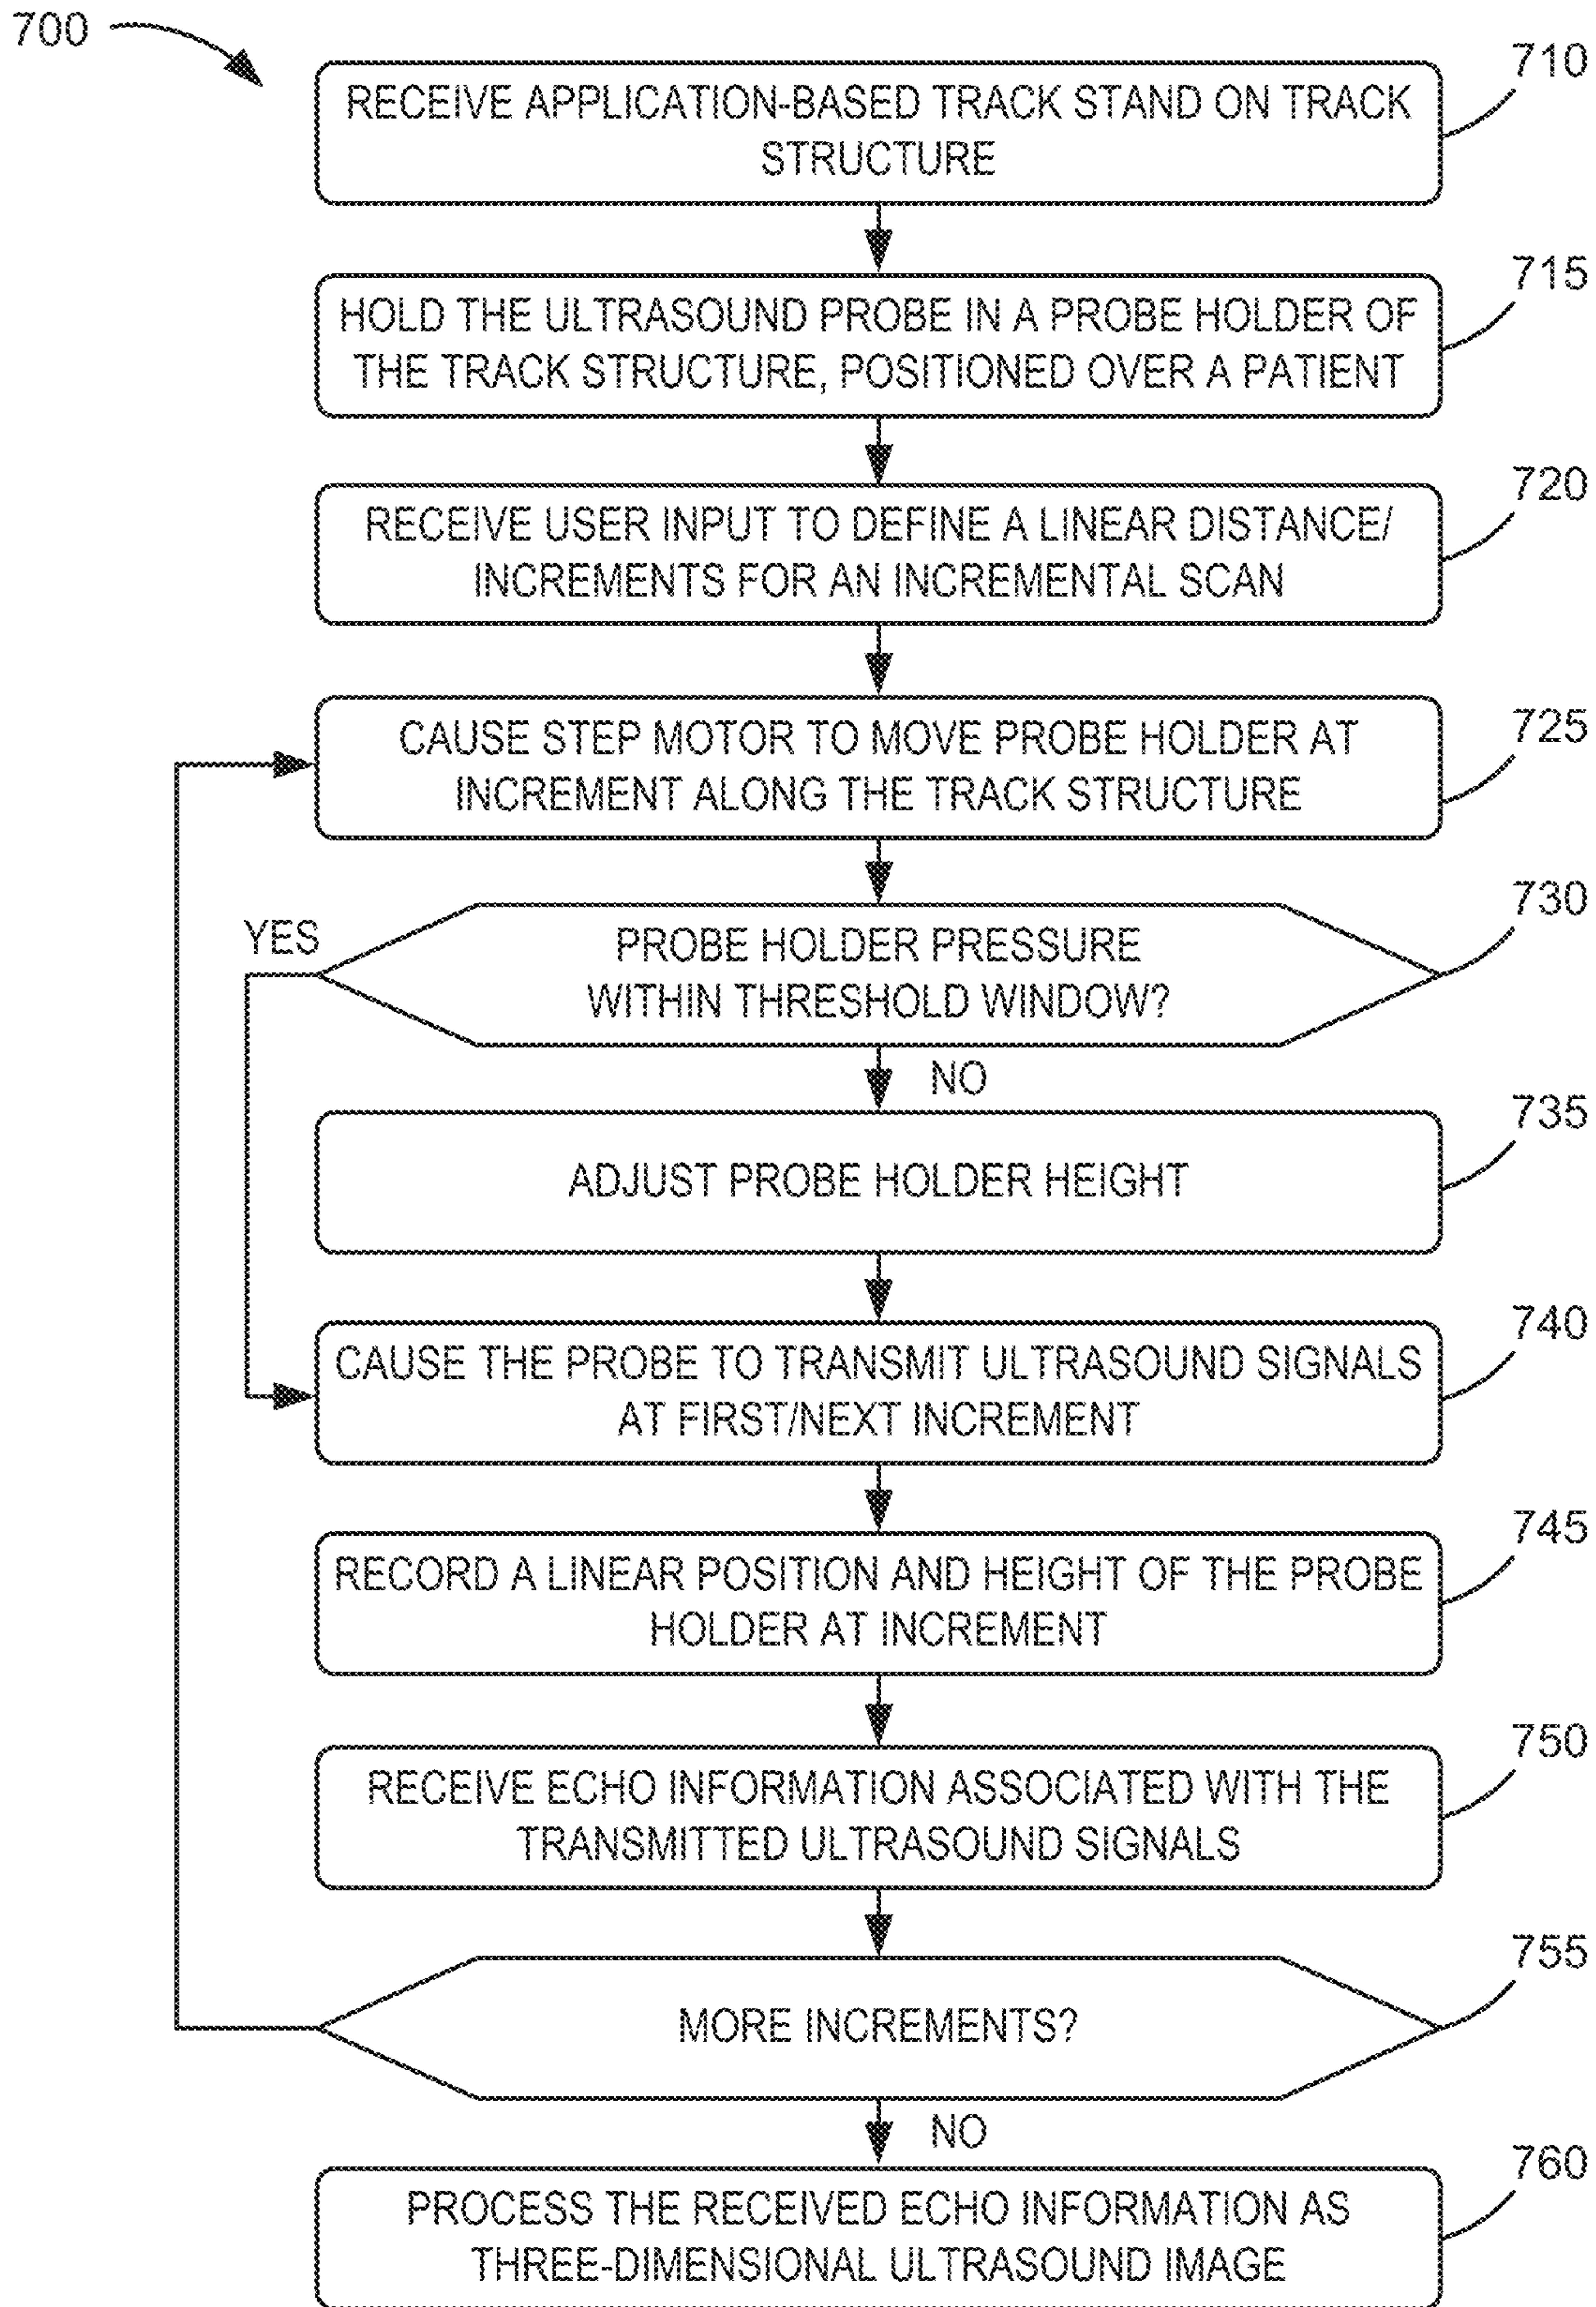 700
710
RECEIVE APPLICATION-BASED TRACK STAND ON TRACK
STRUCTURE
715
HOLD THE ULTRASOUND PROBE IN A PROBE HOLDER OF
THE TRACK STRUCTURE, POSITIONED OVER A PATIENT
720
RECEIVE USER INPUT TO DEFINE A LINEAR DISTANCE/
INCREMENTS FOR AN INCREMENTAL SCAN
725
CAUSE STEP MOTOR TO MOVE PROBE HOLDER AT
INCREMENT ALONG THE TRACK STRUCTURE
730
YES
PROBE HOLDER PRESSURE
WITHIN THRESHOLD WINDOW?
NO
735
ADJUST PROBE HOLDER HEIGHT
740
CAUSE THE PROBE TO TRANSMIT ULTRASOUND SIGNALS
AT FIRST/NEXT INCREMENT
745
RECORD A LINEAR POSITION AND HEIGHT OF THE PROBE
HOLDER AT INCREMENT
750
RECEIVE ECHO INFORMATION ASSOCIATED WITH THE
TRANSMITTED ULTRASOUND SIGNALS
755
MORE INCREMENTS?
NO
760
PROCESS THE RECEIVED ECHO INFORMATION AS
THREE-DIMENSIONAL ULTRASOUND IMAGE